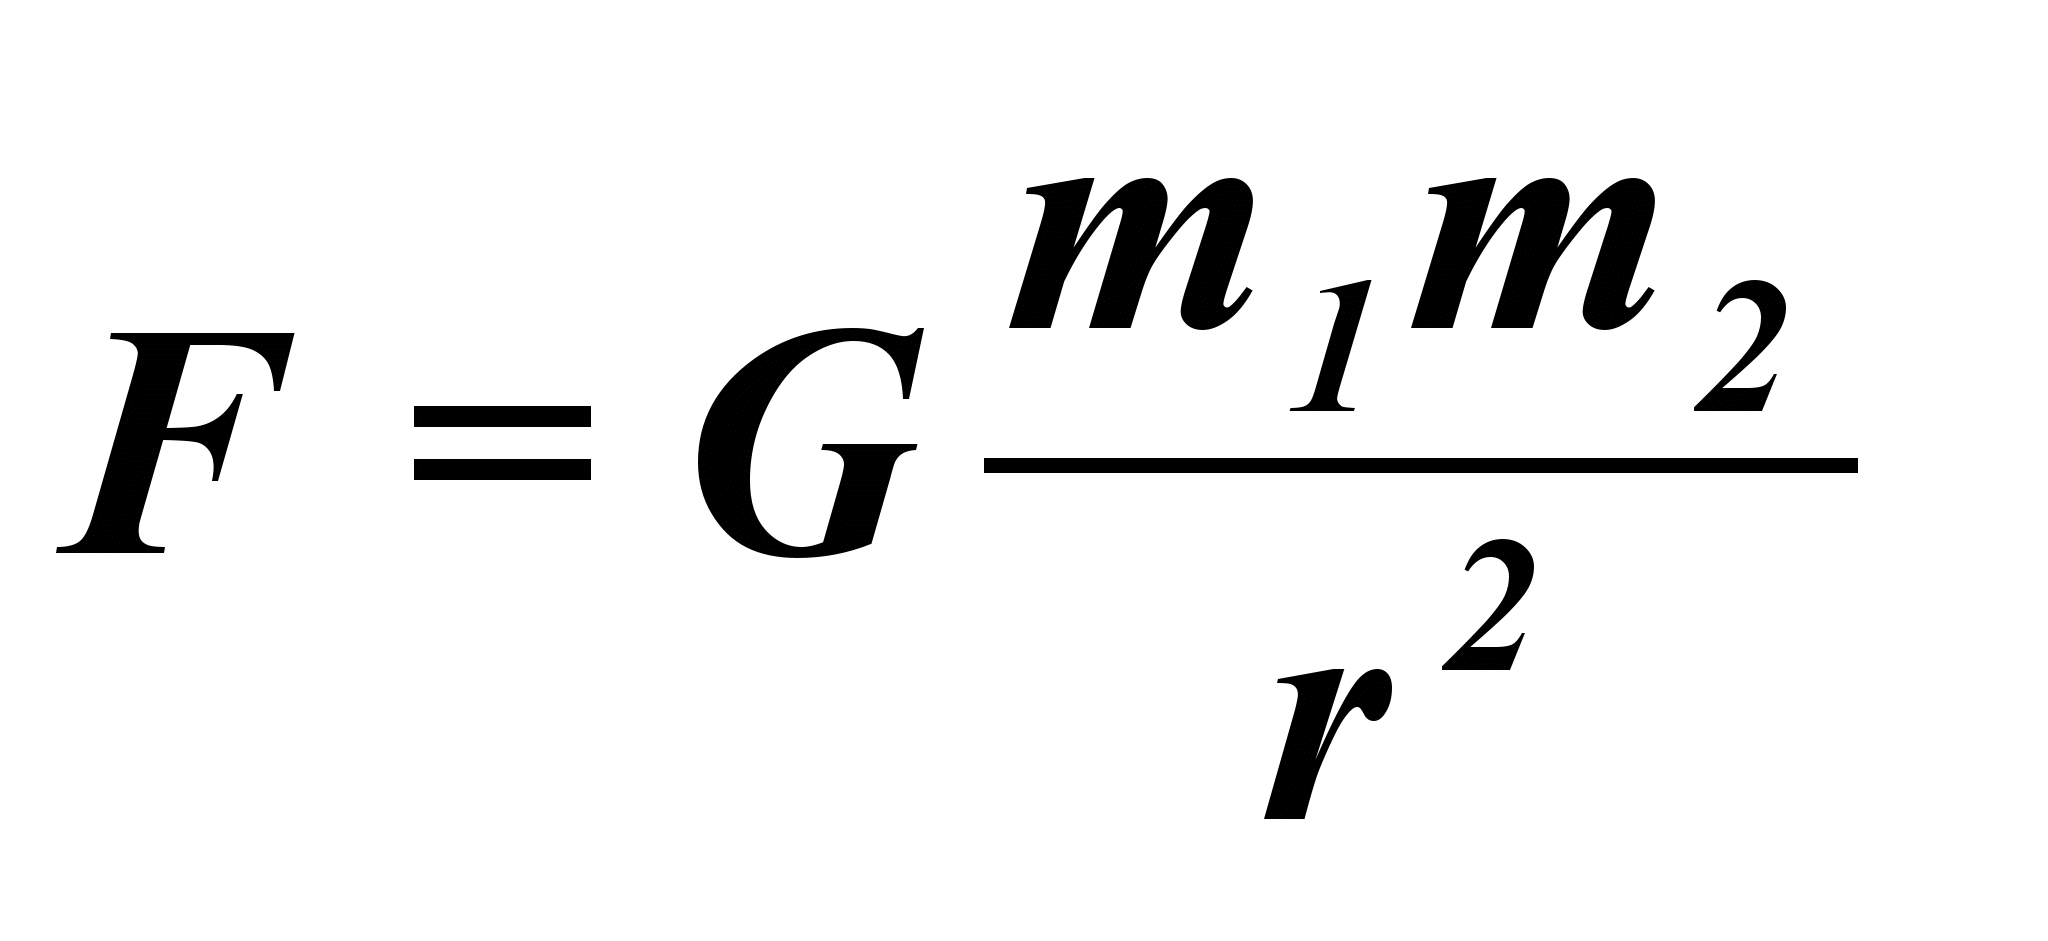 F = G m₁m₂
r²